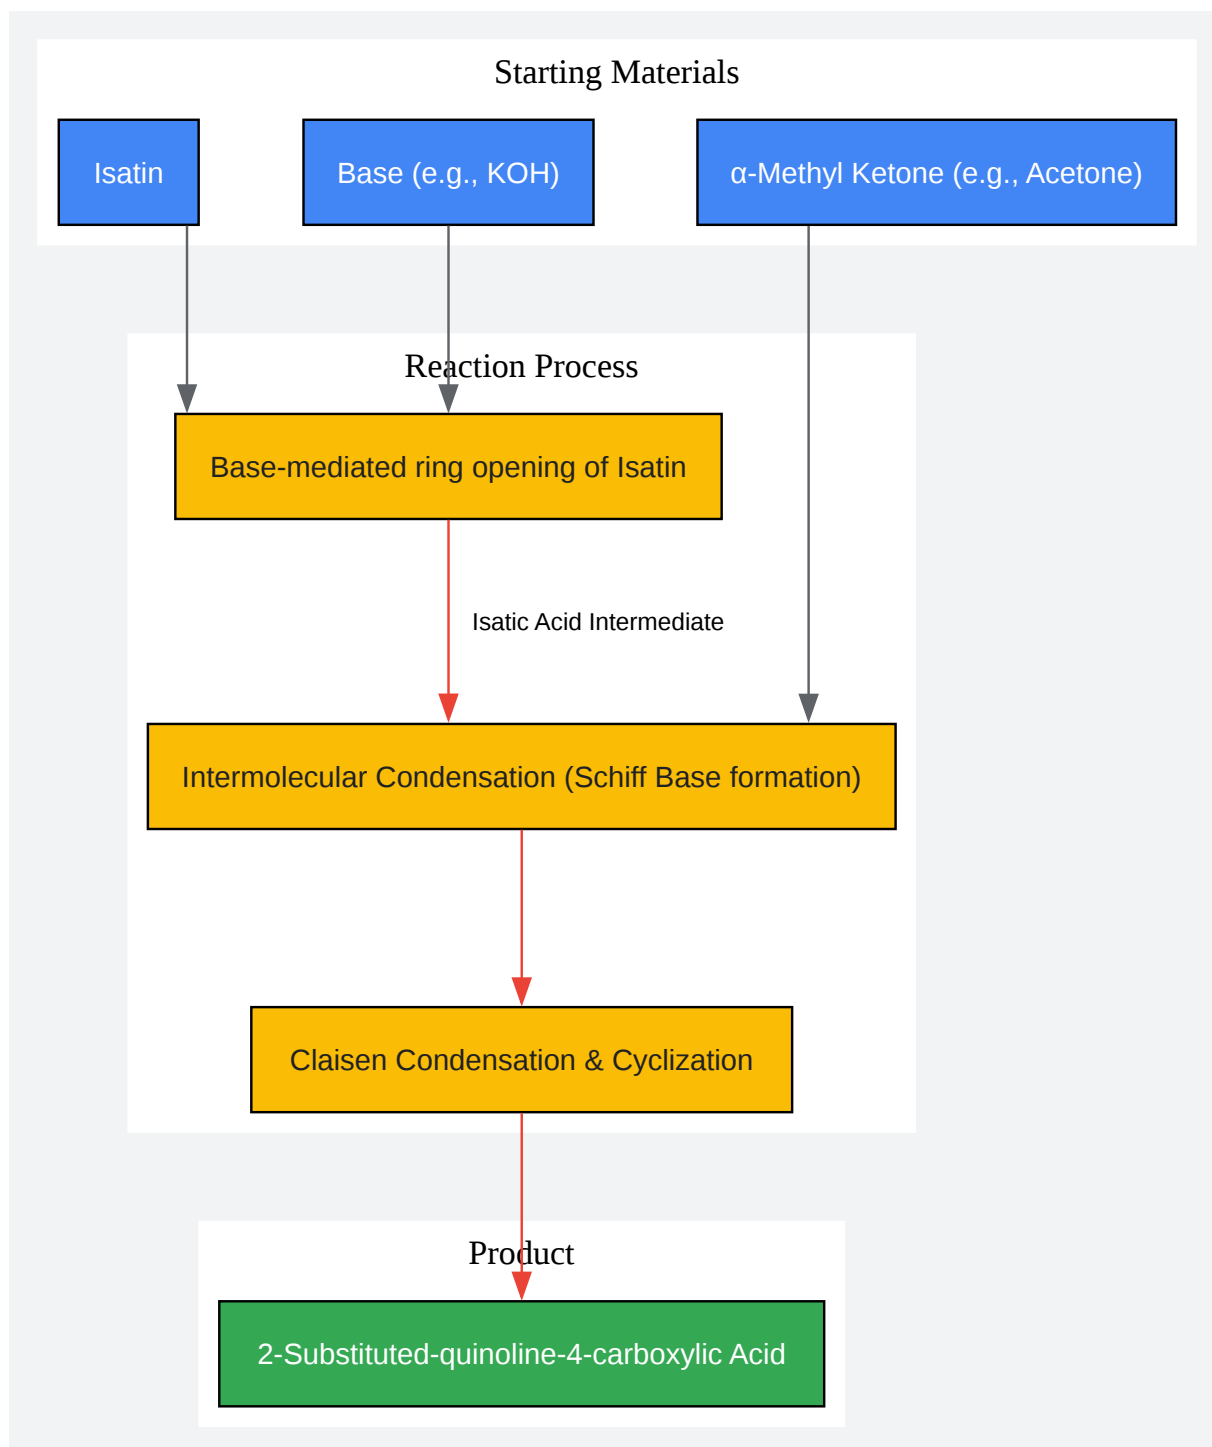 Starting Materials
Isatin
Base (e.g., KOH)
α-Methyl Ketone (e.g., Acetone)
Reaction Process
Base-mediated ring opening of Isatin
Isatic Acid Intermediate
Intermolecular Condensation (Schiff Base formation)
Claisen Condensation & Cyclization
Product
2-Substituted-quinoline-4-carboxylic Acid